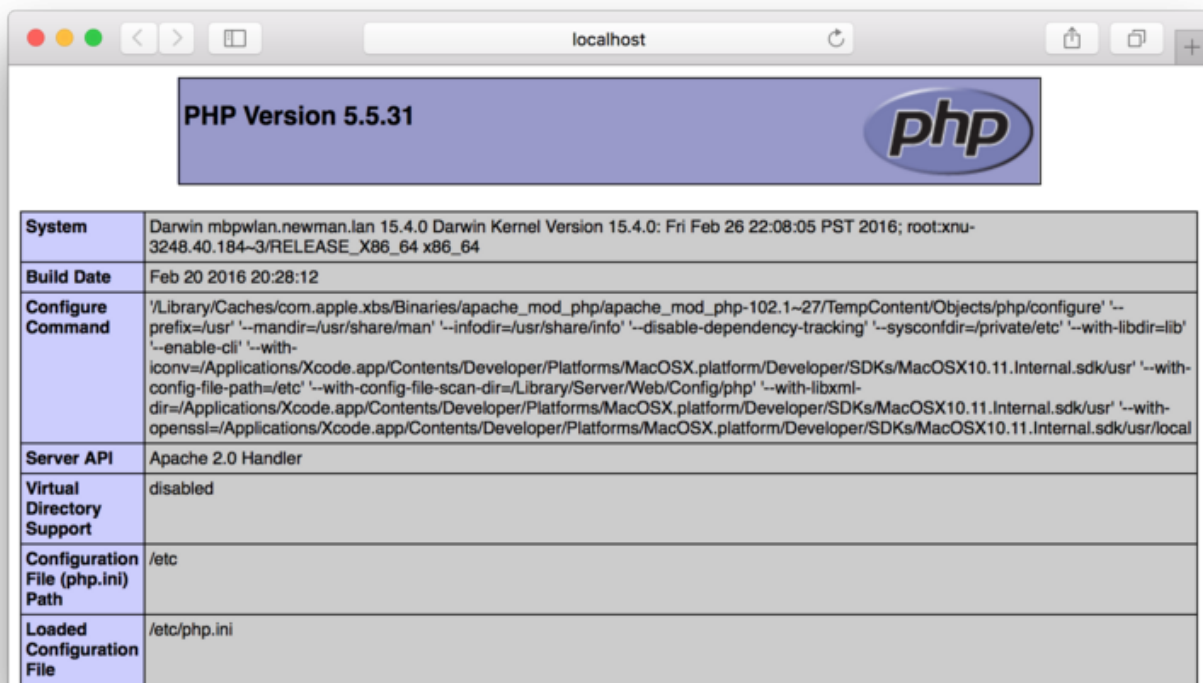 localhost
PHP Version 5.5.31
php
System
Darwin mbpwlan.newman.lan 15.4.0 Darwin Kernel Version 15.4.0: Fri Feb 26 22:08:05 PST 2016; root:xnu-
3248.40.184~3/RELEASE_X86_64 x86_64
Build Date
Feb 20 2016 20:28:12
Configure
Command
'/Library/Caches/com.apple.xbs/Binaries/apache_mod_php/apache_mod_php-102.1~27/TempContent/Objects/php/configure' '--
prefix=/usr' '--mandir=/usr/share/man' '--infodir=/usr/share/info' '--disable-dependency-tracking' '--sysconfdir=/private/etc' '--with-libdir=lib'
'--enable-cli' '--with-
iconv=/Applications/Xcode.app/Contents/Developer/Platforms/MacOSX.platform/Developer/SDKs/MacOSX10.11.Internal.sdk/usr' '--with-
config-file-path=/etc' '--with-config-file-scan-dir=/Library/Server/Web/Config/php' '--with-libxml-
dir=/Applications/Xcode.app/Contents/Developer/Platforms/MacOSX.platform/Developer/SDKs/MacOSX10.11.Internal.sdk/usr' '--with-
openssl=/Applications/Xcode.app/Contents/Developer/Platforms/MacOSX.platform/Developer/SDKs/MacOSX10.11.Internal.sdk/usr/local
Server API
Apache 2.0 Handler
Virtual
Directory
Support
disabled
Configuration
File (php.ini)
Path
/etc
Loaded
Configuration
File
/etc/php.ini